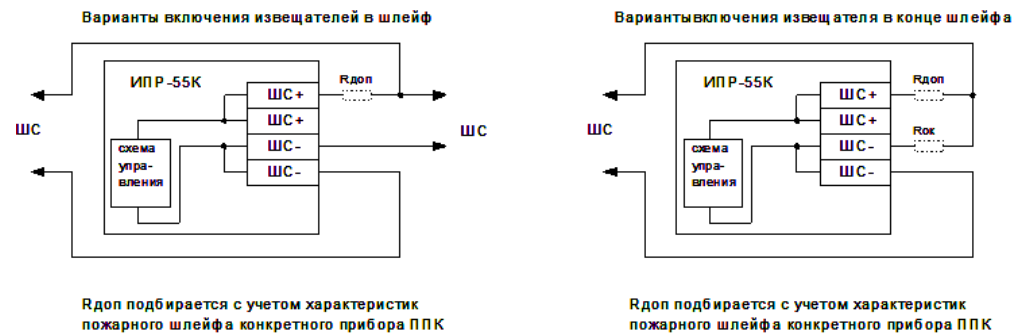 Варианты включения извещателей в шлейф
ИПР-55К
Rдоп
ШС+
ШС+
ШС-
ШС-
схема
упра-
вления
ШС
ШС
Rдоп подбирается с учетом характеристик
пожарного шлейфа конкретного прибора ППК
Вариантывключения извещателя в конце шлейфа
ИПР-55К
Rдоп
ШС+
ШС+
Rок
ШС-
ШС-
схема
упра-
вления
ШС
Rдоп подбирается с учетом характеристик
пожарного шлейфа конкретного прибора ППК